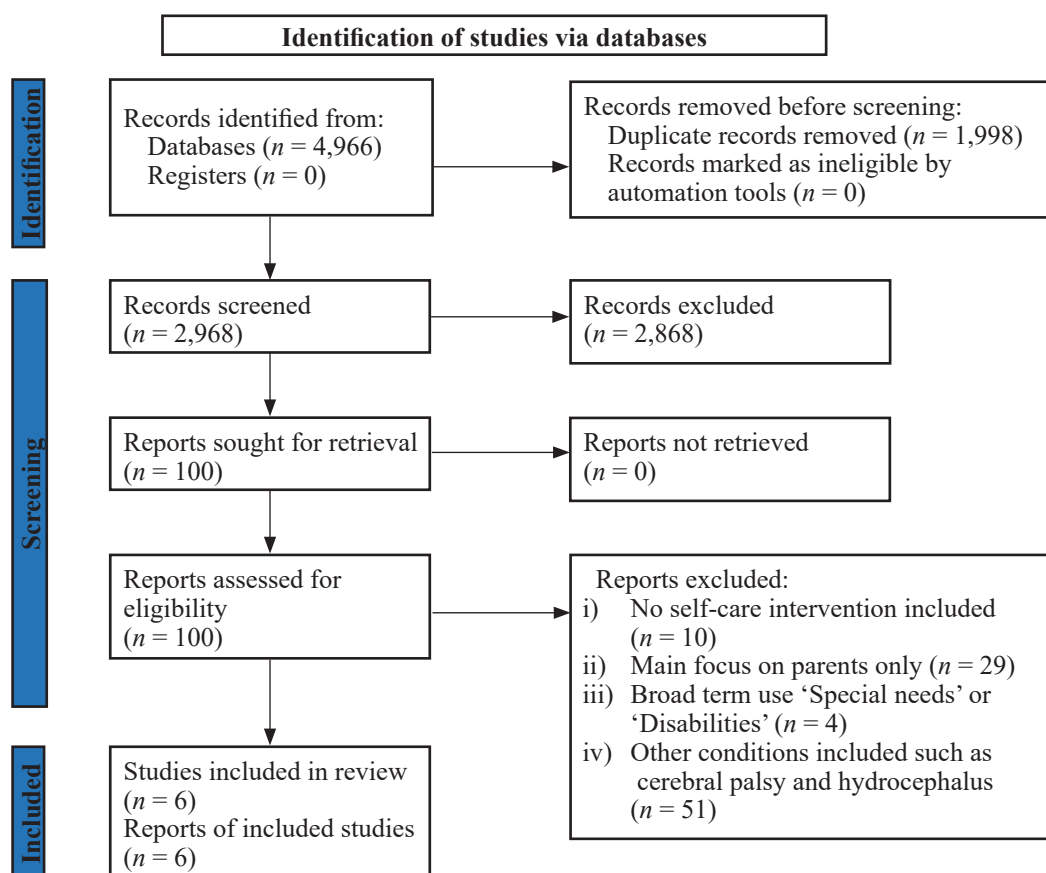 Identification of studies via databases
Identification
Records identified from:
Databases (n = 4,966)
Registers (n = 0)
Records removed before screening:
Duplicate records removed (n = 1,998)
Records marked as ineligible by
automation tools (n = 0)
Screening
Records screened
(n = 2,968)
Records excluded
(n = 2,868)
Reports sought for retrieval
(n = 100)
Reports not retrieved
(n = 0)
Reports assessed for
eligibility
(n = 100)
Reports excluded:
i) No self-care intervention included
(n = 10)
ii) Main focus on parents only (n = 29)
iii) Broad term use ‘Special needs’ or
‘Disabilities’ (n = 4)
iv) Other conditions included such as
cerebral palsy and hydrocephalus
(n = 51)
Included
Studies included in review
(n = 6)
Reports of included studies
(n = 6)